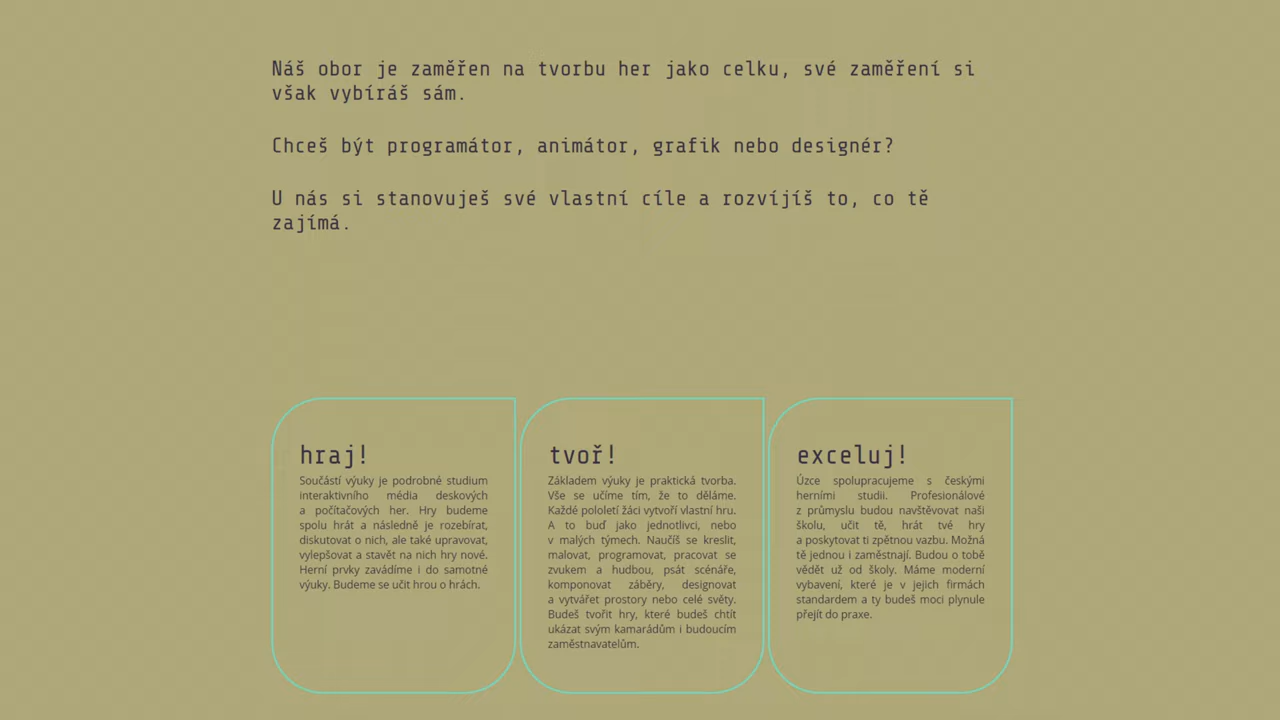 Náš obor je zaměřen na tvorbu her jako celku, své zaměření si
však vybíráš sám.
Chceš být programátor, animátor, grafik nebo designér?
U nás si stanovuješ své vlastní cíle a rozvíjíš to, co tě
zajímá.
hraj!
Součástí výuky je podrobné studium
interaktivního média deskových
a počítačových her. Hry budeme
spolu hrát a následně je rozebírat,
diskutovat o nich, ale také upravovat,
vylepšovat a stavět na nich hry nové.
Herní prvky zavádíme i do samotné
výuky. Budeme se učit hrou o hrách.
tvoř!
Základem výuky je praktická tvorba.
Vše se učíme tím, že to děláme.
Každé pololetí žáci vytvoří vlastní hru.
A to buď jako jednotlivci, nebo
v malých týmech. Naučíš se kreslit,
malovat, programovat, pracovat se
zvukem a hudbou, psát scénáře,
komponovat záběry, designovat
a vytvářet prostory nebo celé světy.
Budeš tvořit hry, které budeš chtít
ukázat svým kamarádům i budoucím
zaměstnavatelům.
exceluj!
Úzce spolupracujeme s českými
herními studii. Profesionálové
z průmyslu budou navštěvovat naši
školu, učit tě, hrát tvé hry
a poskytovat ti zpětnou vazbu. Možná
tě jednou i zaměstnají. Budou o tobě
vědět už od školy. Máme moderní
vybavení, které je v jejich firmách
standardem a ty budeš moci plynule
přejít do praxe.